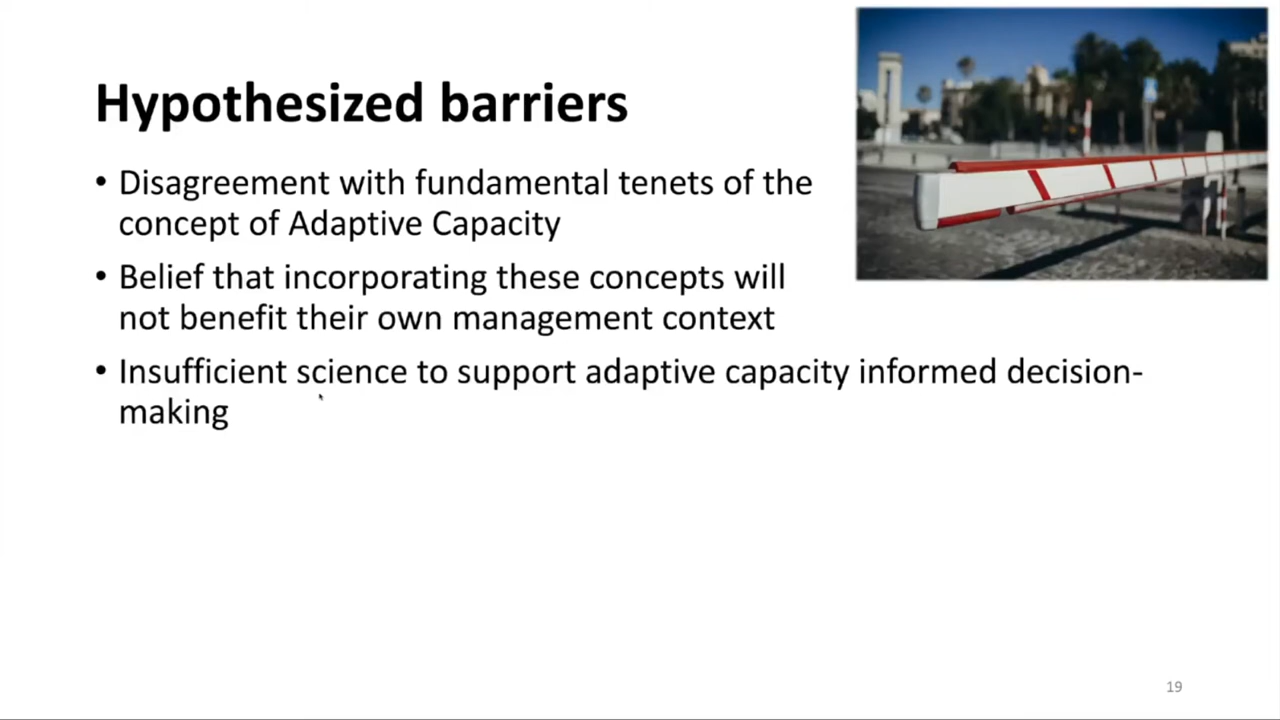 Hypothesized barriers
• Disagreement with fundamental tenets of the
concept of Adaptive Capacity
• Belief that incorporating these concepts will
not benefit their own management context
• Insufficient science to support adaptive capacity informed decision-
making
19